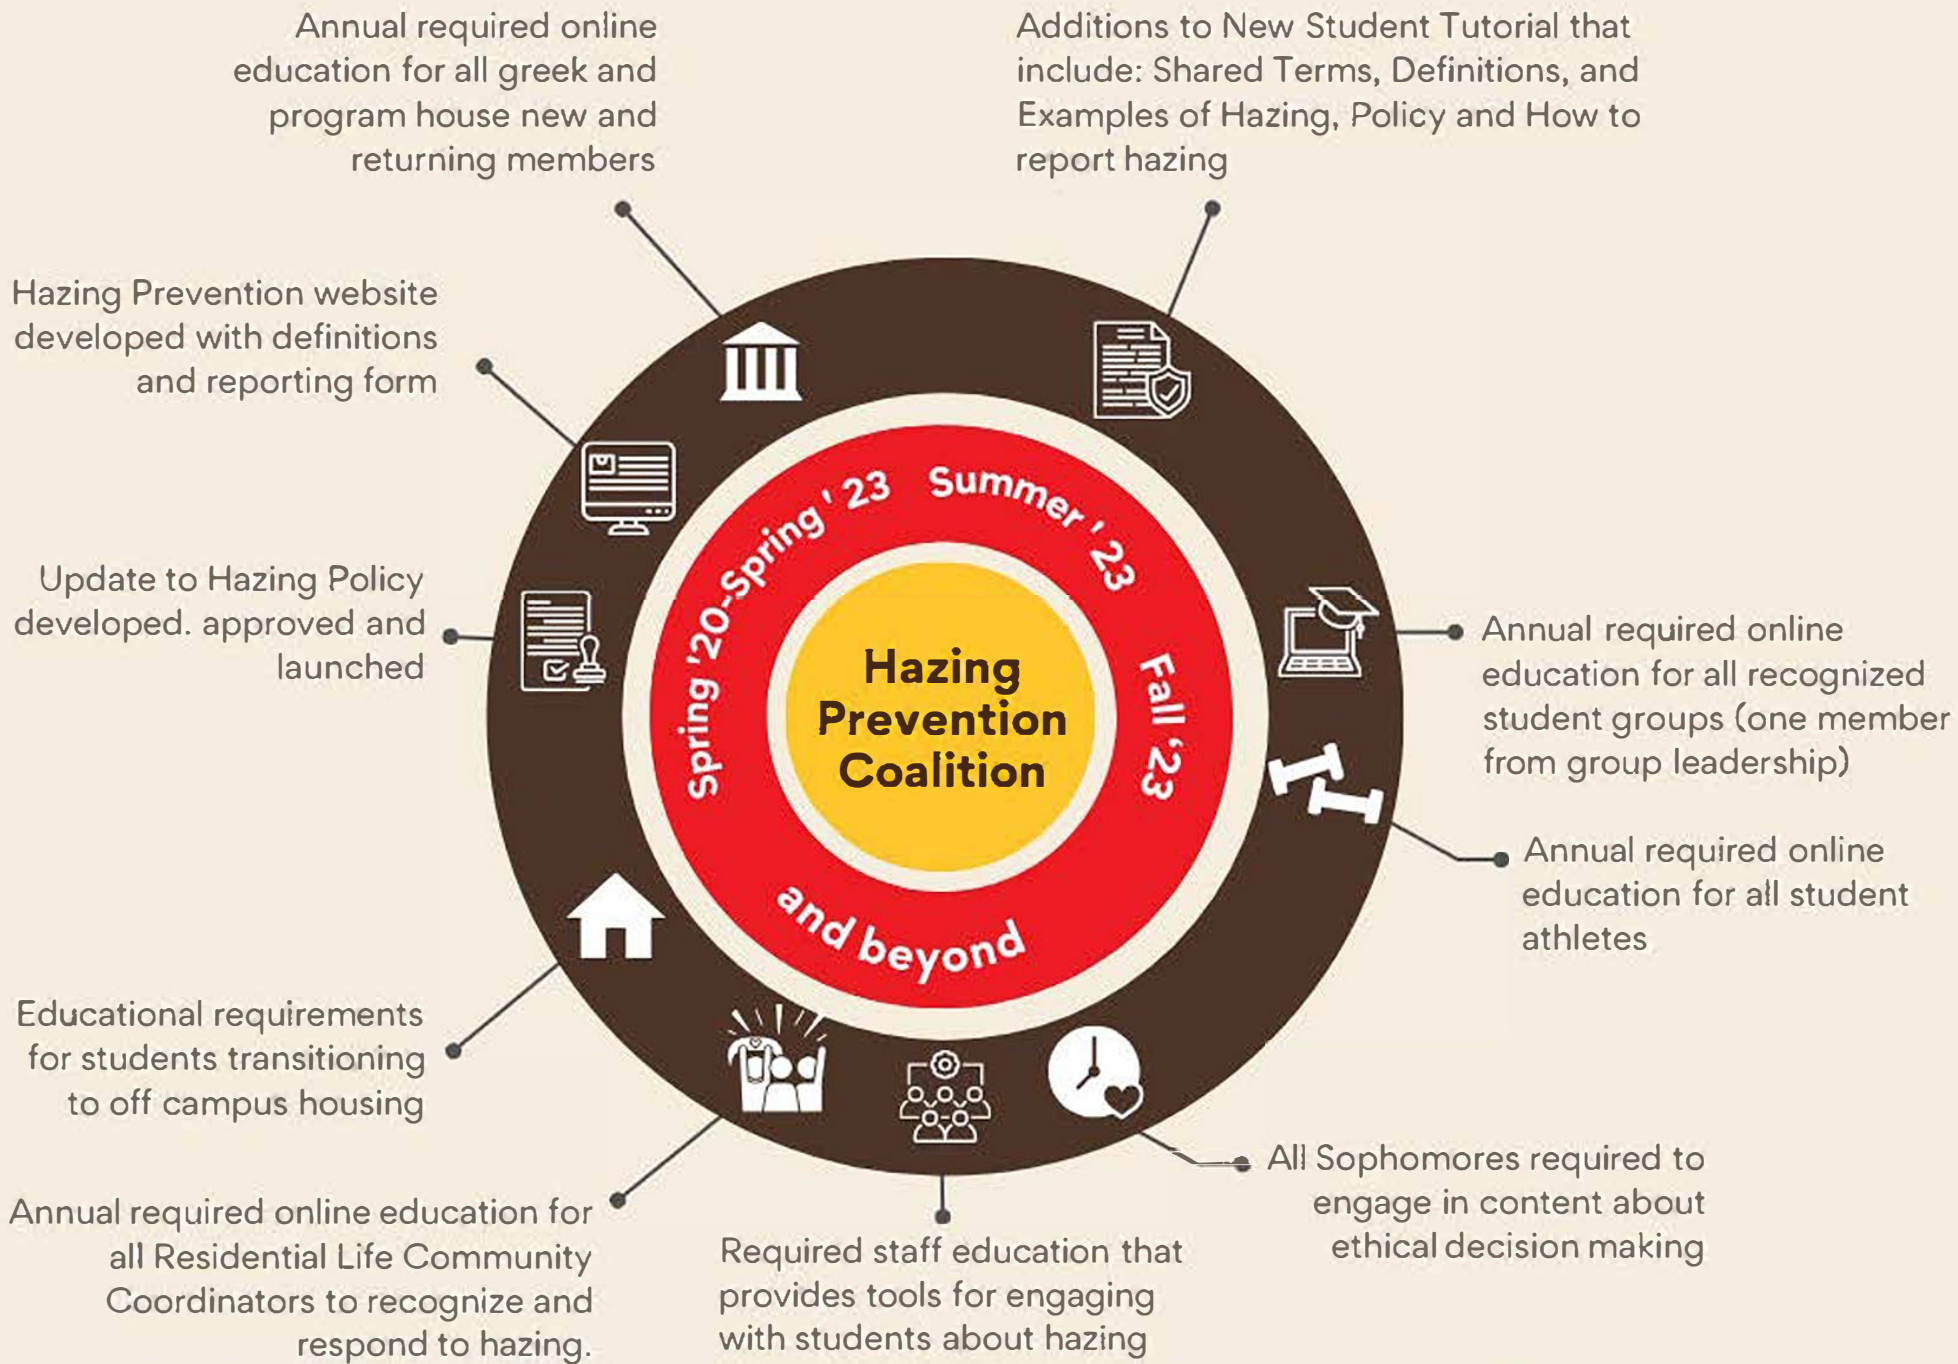 Annual required online
education for all greek and
program house new and
returning members
Additions to New Student Tutorial that
include: Shared Terms, Definitions, and
Examples of Hazing, Policy and How to
report hazing
Hazing Prevention website
developed with definitions
and reporting form
Update to Hazing Policy
developed. approved and
launched
Spring '20-Spring '23
Summer '23
Fall '23
and beyond
Hazing
Prevention
Coalition
Annual required online
education for all recognized
student groups (one member
from group leadership)
Annual required online
education for all student
athletes
Educational requirements
for students transitioning
to off campus housing
Annual required online education for
all Residential Life Community
Coordinators to recognize and
respond to hazing.
Required staff education that
provides tools for engaging
with students about hazing
All Sophomores required to
engage in content about
ethical decision making